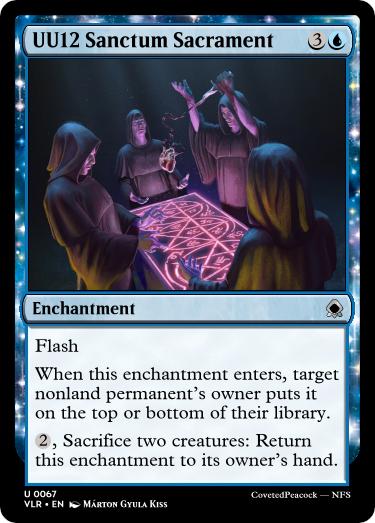 UU12 Sanctum Sacrament 3
Enchantment
Flash
When this enchantment enters, target
nonland permanent's owner puts it
on the top or bottom of their library.
2, Sacrifice two creatures: Return
this enchantment to its owner's hand.
U 0067
VLR • EN Márton Gyula Kiss
CovetedPeacock — NFS